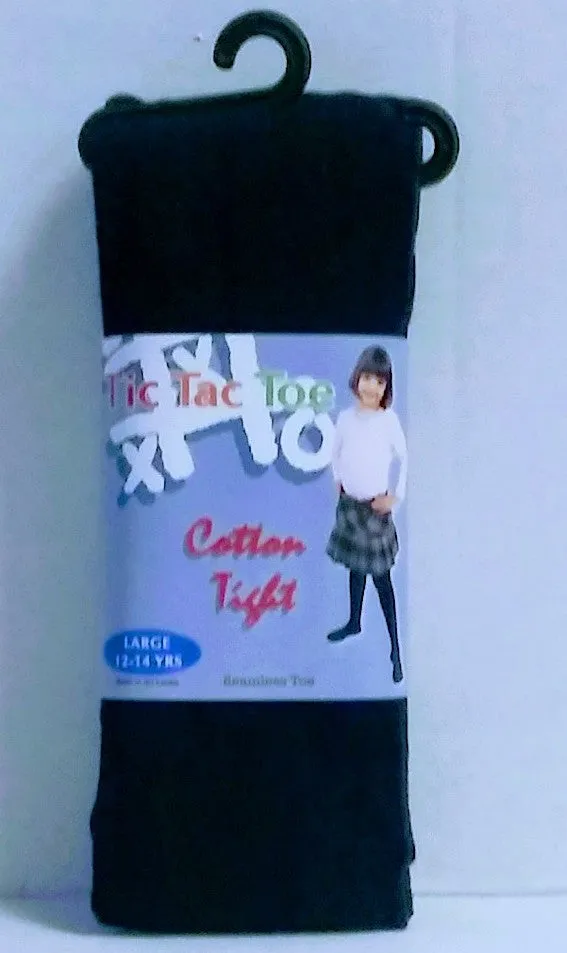 Tic Tac Toe
Cotton
Tight
LARGE
12-14 YRS
Seamless Toe